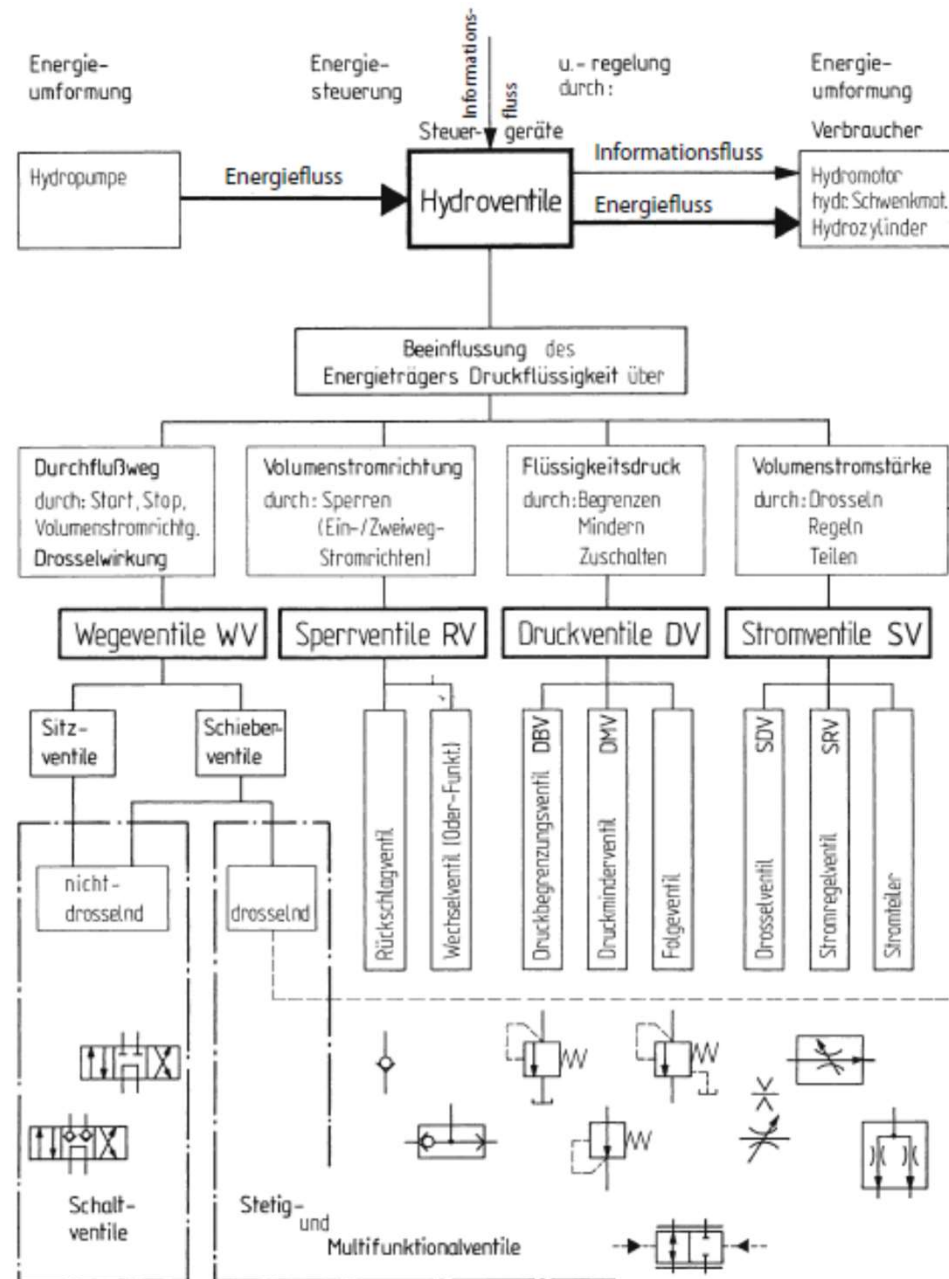 Energie-
umformung
Energie-
steuerung
Informations-
fluss
u.- regelung
durch:
Energie-
umformung
Steuer-geräte
Verbraucher
Hydropumpe
Energiefluss
Hydroventile
Informationsfluss
Energiefluss
Hydromotor
hydr. Schwenkmot.
Hydrozylinder
Beeinflussung des
Energieträgers Druckflüssigkeit über
Durchflußweg
durch: Start, Stop,
Volumenstromrichtg.
Drosselwirkung
Volumenstromrichtung
durch: Sperren
(Ein-/Zweiweg-
Stromrichten)
Flüssigkeitsdruck
durch: Begrenzen
Mindern
Zuschalten
Volumenstromstärke
durch: Drosseln
Regeln
Teilen
Wegeventile WV
Sperrventile RV
Druckventile DV
Stromventile SV
Sitz-
ventile
Schieber-
ventile
Rückschlagventil
Wechselventil (Oder-Funkt.)
Druckbegrenzungsventil DBV
Druckminderventil DMV
Folgeventil
Drosselventil SDV
Stromregelventil SRV
Stromteiler
nicht-
drosselnd
drosselnd
Schalt-
ventile
Stetig-
und
Multifunktionalventile